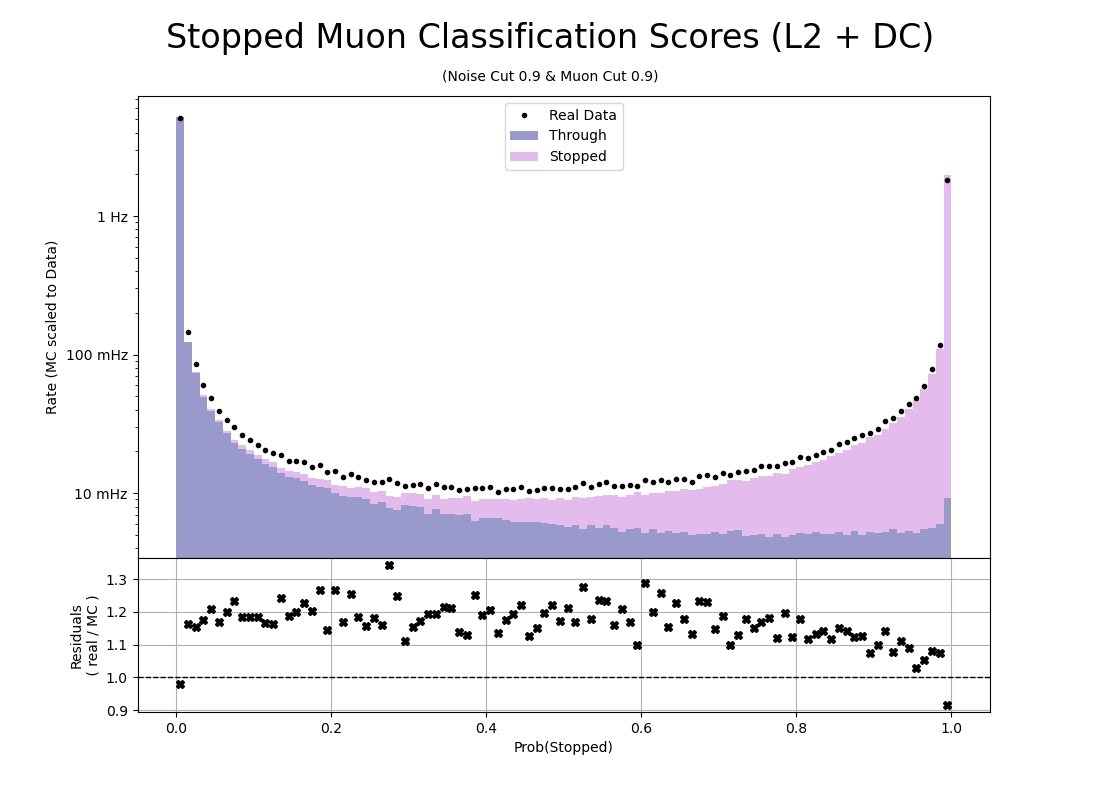 Stopped Muon Classification Scores (L2 + DC)
(Noise Cut 0.9 & Muon Cut 0.9)
Real Data
Through
Stopped
Rate (MC scaled to Data)
1 Hz
100 mHz
10 mHz
Residuals
( real / MC )
1.3
1.2
1.1
1.0
0.9
0.0 0.2 0.4 0.6 0.8 1.0
Prob(Stopped)